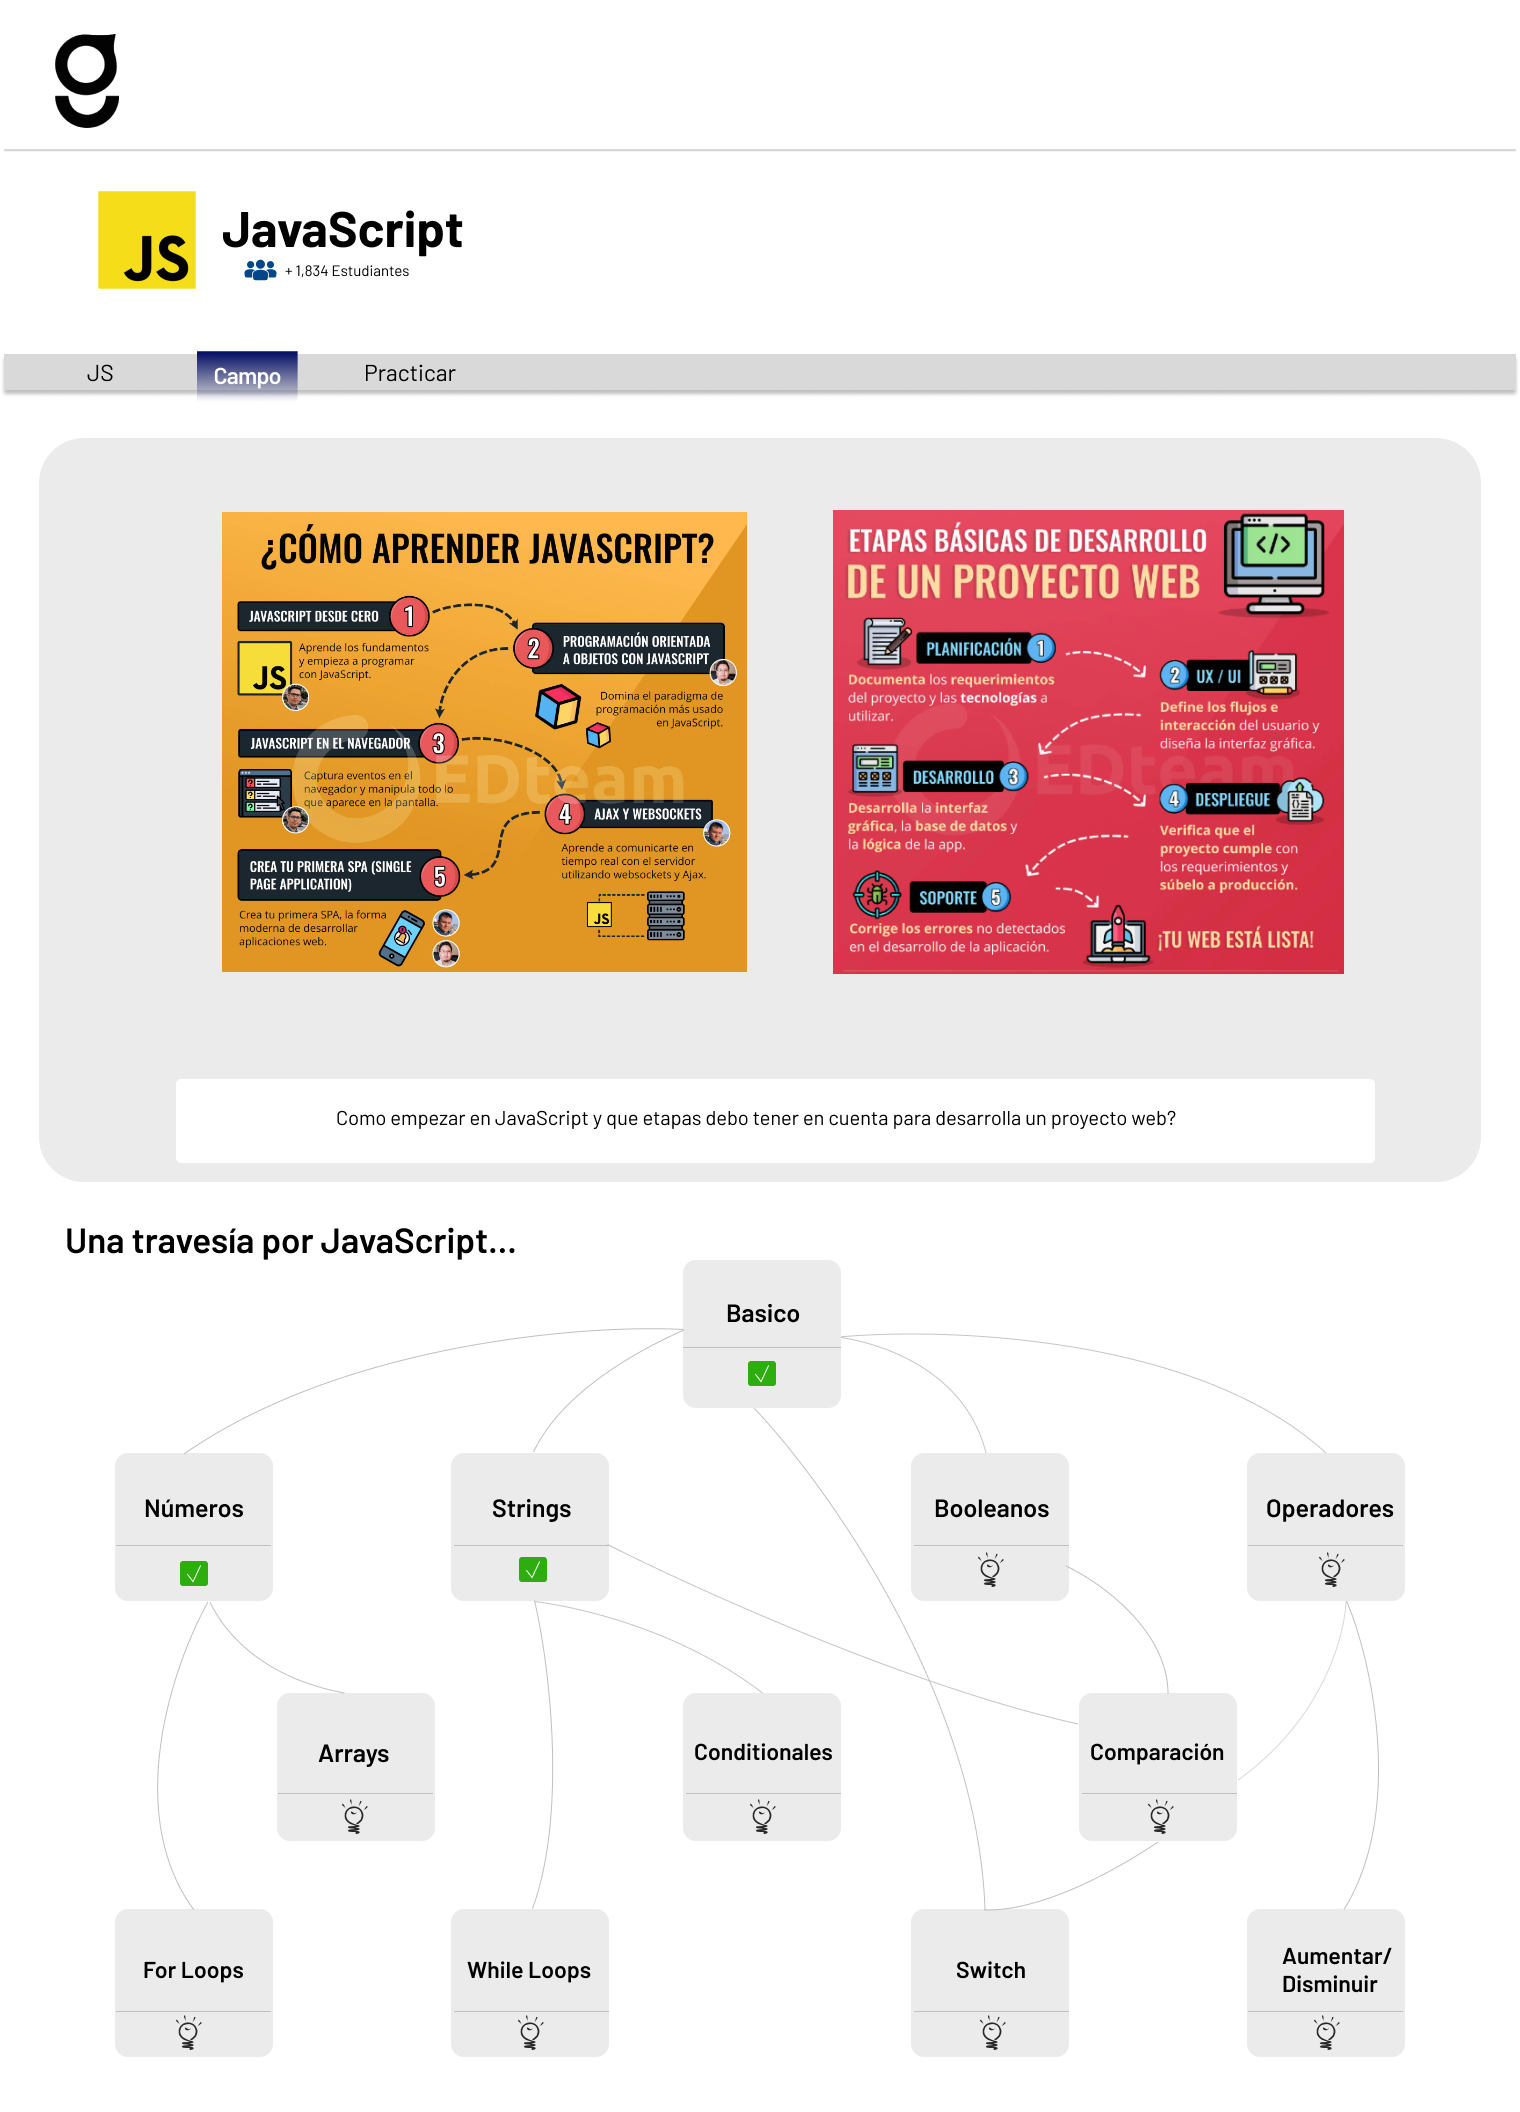 g
JS
JavaScript
+ 1,834 Estudiantes
JS
Campo
Practicar
¿CÓMO APRENDER JAVASCRIPT?
JAVASCRIPT DESDE CERO
1
JS
Aprende los fundamentos
y empieza a programar
con JavaScript.
2
PROGRAMACIÓN ORIENTADA
A OBJETOS CON JAVASCRIPT
Domina el paradigma de
programación más usado
en JavaScript.
JAVASCRIPT EN EL NAVEGADOR
3
Captura eventos en el
navegador y manipula todo lo
que aparece en la pantalla.
EDteam
4
AJAX Y WEBSOCKETS
Aprende a comunicarte en
tiempo real con el servidor
utilizando websockets y Ajax.
JS
CREA TU PRIMERA SPA (SINGLE
PAGE APPLICATION)
5
Crea tu primera SPA, la forma
moderna de desarrollar
aplicaciones web.
ETAPAS BÁSICAS DE DESARROLLO
DE UN PROYECTO WEB
</>
PLANIFICACIÓN
1
Documenta los requerimientos
del proyecto y las tecnologías a
utilizar.
2
UX / UI
Define los flujos e
interacción del usuario y
diseña la interfaz gráfica.
EDteam
DESARROLLO
3
Desarrolla la interfaz
gráfica, la base de datos y
la lógica de la app.
4
DESPLIEGUE
Verifica que el
proyecto cumple con
los requerimientos y
súbelo a producción.
SOPORTE
5
Corrige los errores no detectados
en el desarrollo de la aplicación.
¡TU WEB ESTÁ LISTA!
Como empezar en JavaScript y que etapas debo tener en cuenta para desarrolla un proyecto web?
Una travesía por JavaScript...
Basico
Números
Strings
Booleanos
Operadores
Arrays
Conditionales
Comparación
For Loops
While Loops
Switch
Aumentar/
Disminuir